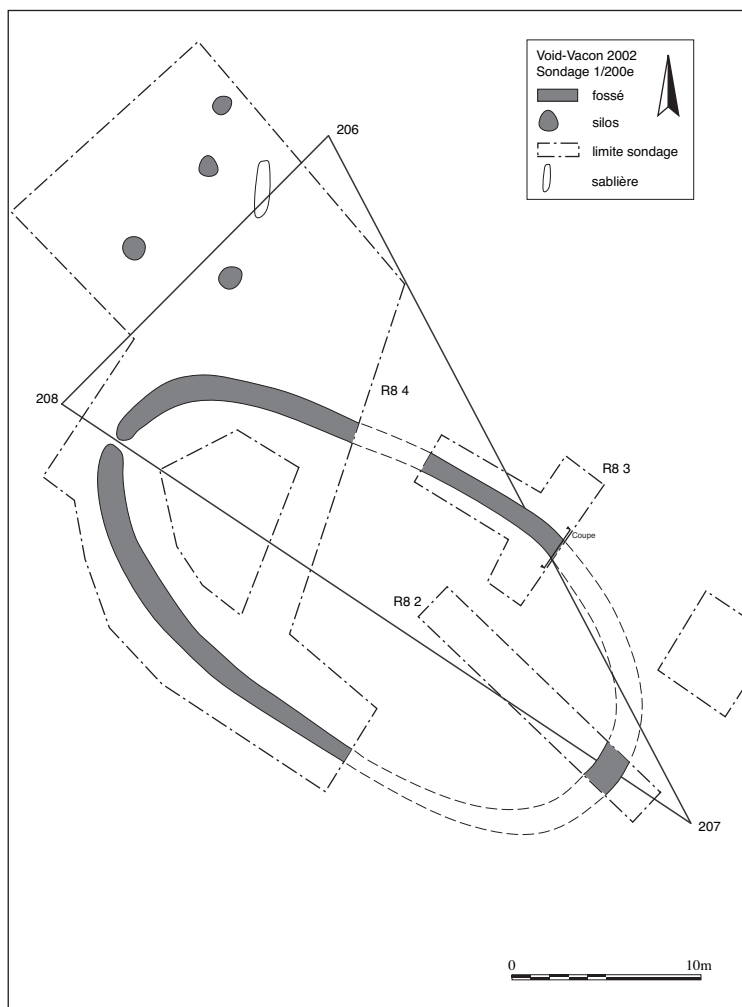 Void-Vacon 2002
Sondage 1/200e
fossé
silos
limite sondage
sablière
206
208
R8 4
R8 3
Coupe
R8 2
207
0 10m